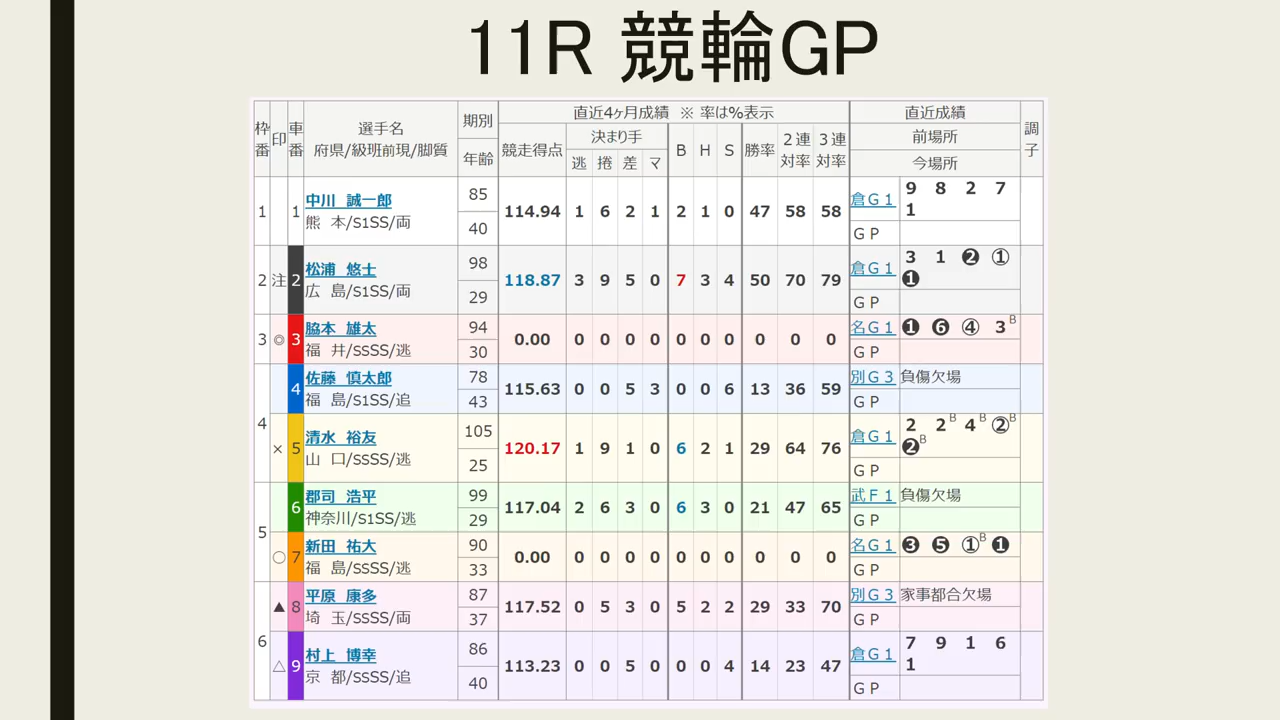 11R 競輪GP
枠番 印 車番 選手名 府県/級班前現/脚質 期別 年齢 直近4ヶ月成績 ※ 率は%表示 直近成績 調子
競走得点 決まり手 B H S 勝率 2連対率 3連対率 前場所
逃 捲 差 マ 今場所
1 1 中川 誠一郎 85 114.94 1 6 2 1 2 1 0 47 58 58 倉G1 9 8 2 7
1
熊 本/S1SS/両 40 GP
2 注 2 松浦 悠士 98 118.87 3 9 5 0 7 3 4 50 70 79 倉G1 3 1 ❷ ①
❶
広 島/S1SS/両 29 GP
3 ◎ 3 脇本 雄太 94 0.00 0 0 0 0 0 0 0 0 0 0 名G1 ❶ ❻ ④ 3B
福 井/SSSS/逃 30 GP
4 4 佐藤 慎太郎 78 115.63 0 0 5 3 0 0 6 13 36 59 別G3 負傷欠場
福 島/S1SS/追 43 GP
× 5 清水 裕友 105 120.17 1 9 1 0 6 2 1 29 64 76 倉G1 2 2B 4B ②B
❷B
山 口/SSSS/逃 25 GP
5 6 郡司 浩平 99 117.04 2 6 3 0 6 3 0 21 47 65 武F1 負傷欠場
神奈川/S1SS/逃 29 GP
○ 7 新田 祐大 90 0.00 0 0 0 0 0 0 0 0 0 0 名G1 ❸ ❺ ①B ❶
福 島/SSSS/逃 33 GP
6 ▲ 8 平原 康多 87 117.52 0 5 3 0 5 2 2 29 33 70 別G3 家事都合欠場
埼 玉/SSSS/両 37 GP
△ 9 村上 博幸 86 113.23 0 0 5 0 0 0 4 14 23 47 倉G1 7 9 1 6
1
京 都/SSSS/追 40 GP